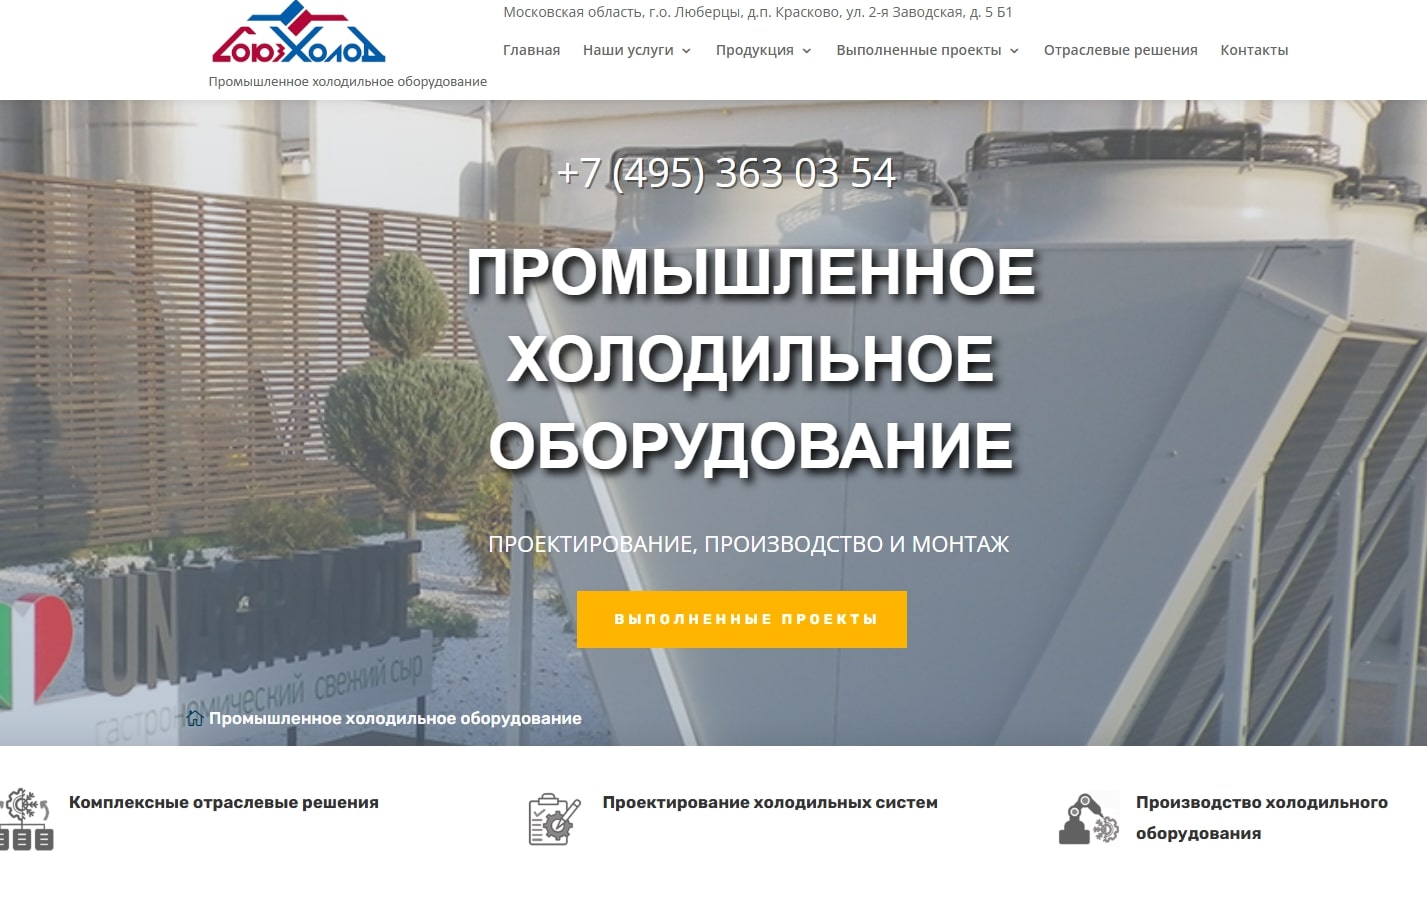 Московская область, г.о. Люберцы, д.п. Красково, ул. 2-я Заводская, д. 5 Б1
СоюзХолод
Главная Наши услуги Продукция Выполненные проекты Отраслевые решения Контакты
Промышленное холодильное оборудование
+7 (495) 363 03 54
ПРОМЫШЛЕННОЕ
ХОЛОДИЛЬНОЕ
ОБОРУДОВАНИЕ
ПРОЕКТИРОВАНИЕ, ПРОИЗВОДСТВО И МОНТАЖ
ВЫПОЛНЕННЫЕ ПРОЕКТЫ
UNAGRANDE
гастрономический свежий сыр
Промышленное холодильное оборудование
Комплексные отраслевые решения
Проектирование холодильных систем
Производство холодильного
оборудования